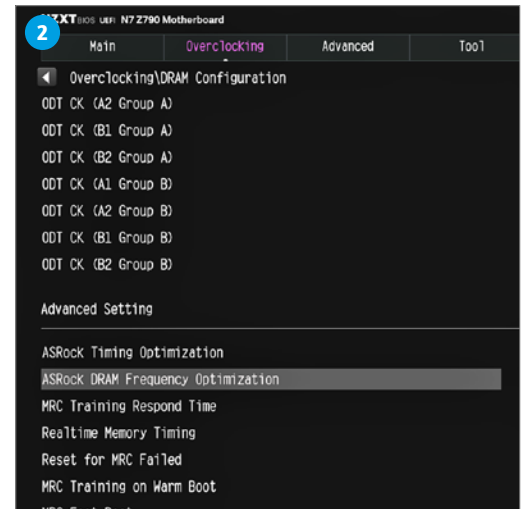 2
NZXT BIOS UEFI N7 Z790 Motherboard
Main Overclocking Advanced Tool
Overclocking\DRAM Configuration
ODT CK (A2 Group A)
ODT CK (B1 Group A)
ODT CK (B2 Group A)
ODT CK (A1 Group B)
ODT CK (A2 Group B)
ODT CK (B1 Group B)
ODT CK (B2 Group B)
Advanced Setting
ASRock Timing Optimization
ASRock DRAM Frequency Optimization
MRC Training Respond Time
Realtime Memory Timing
Reset for MRC Failed
MRC Training on Warm Boot